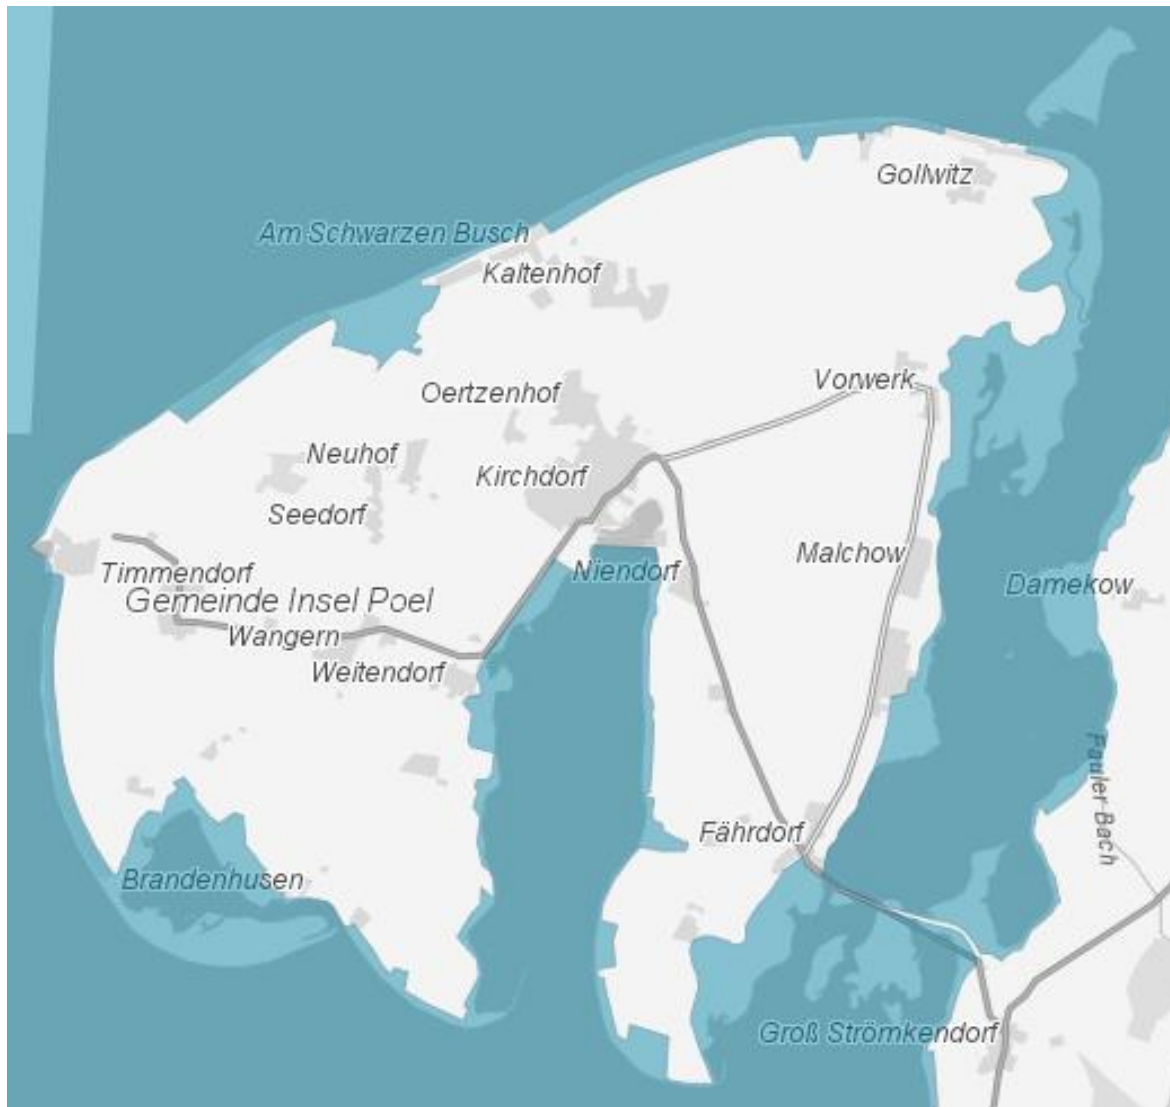 Gollwitz
Am Schwarzen Busch
Kaltenhof
Vorwerk
Oertzenhof
Neuhof
Kirchdorf
Seedorf
Malchow
Niendorf
Timmendorf
Damekow
Gemeinde Insel Poel
Wangern
Weitendorf
Fauler Bach
Fährdorf
Brandenhusen
Groß Strömkendorf